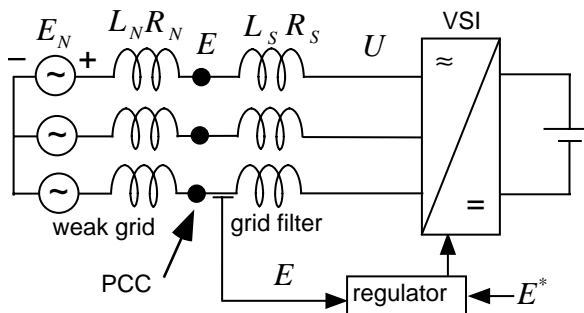 VSI
L_N R_N
L_S R_S
E_N
E
U
− + ≈
~
~
~
=
weak grid
grid filter
PCC
E
regulator
E*